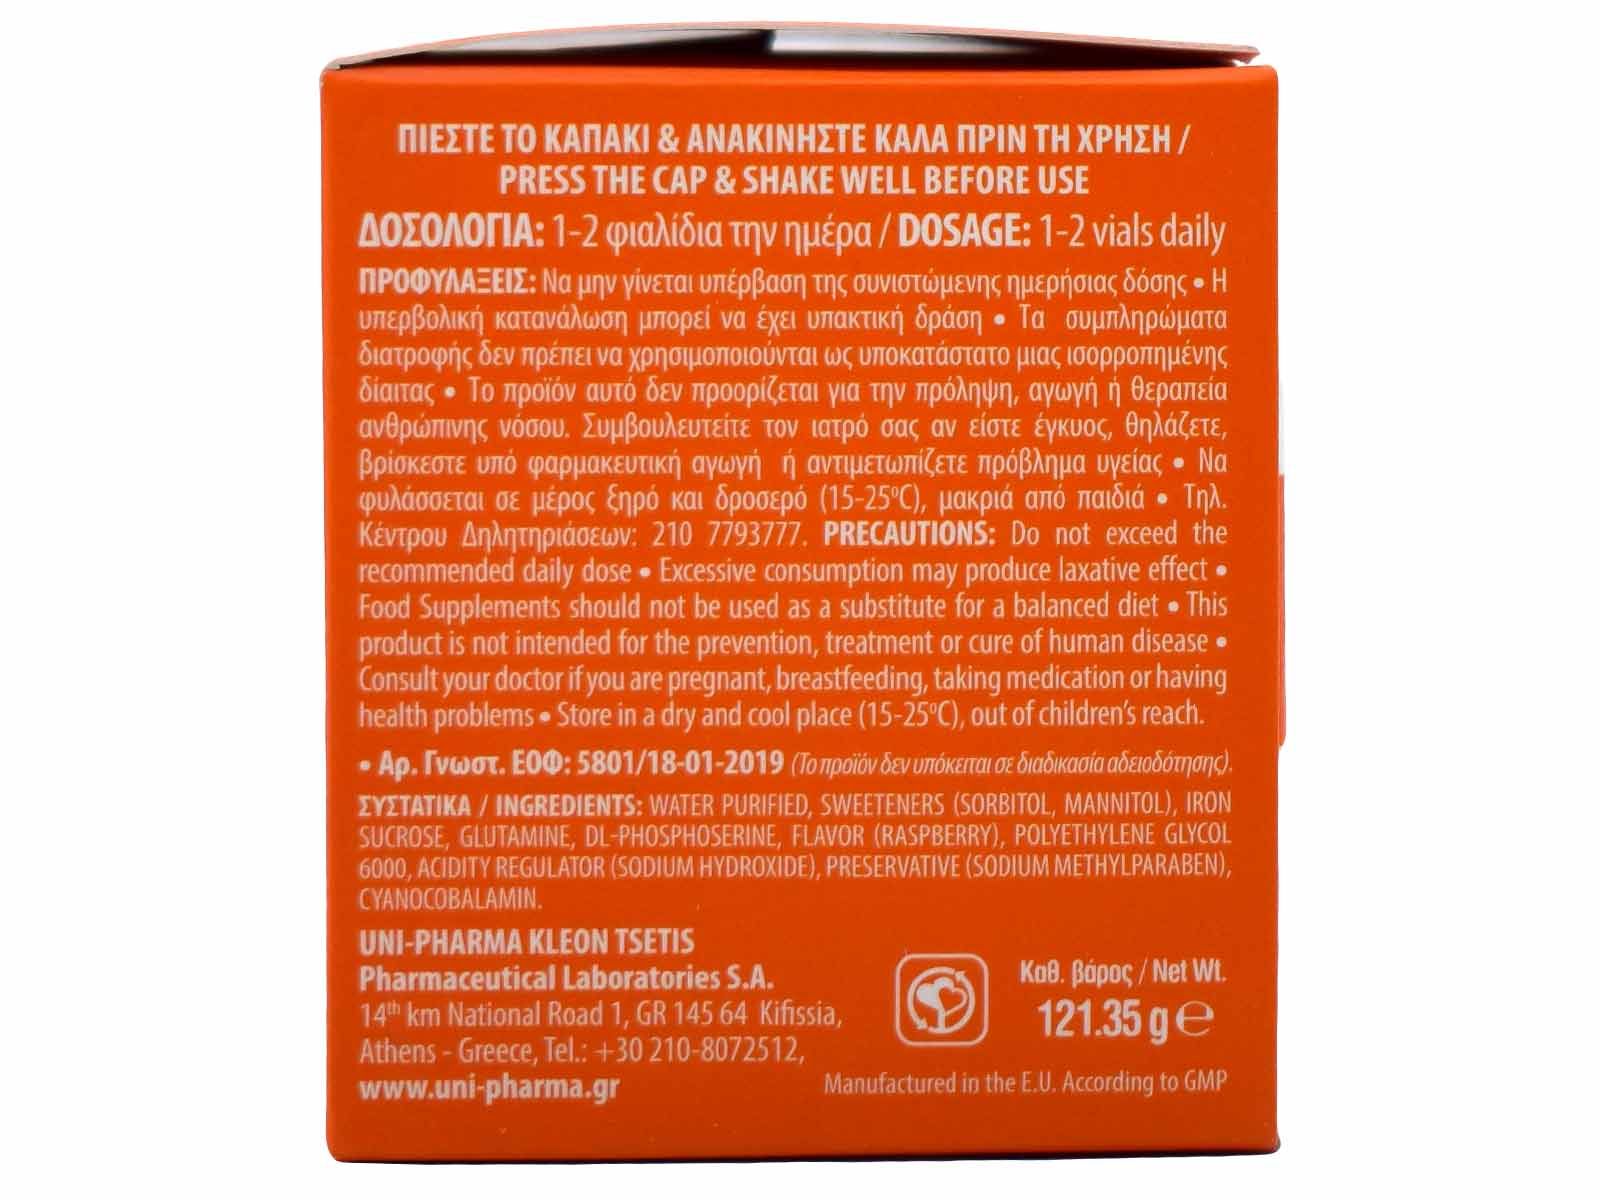 ΠΙΕΣΤΕ ΤΟ ΚΑΠΑΚΙ & ΑΝΑΚΙΝΗΣΤΕ ΚΑΛΑ ΠΡΙΝ ΤΗ ΧΡΗΣΗ /
PRESS THE CAP & SHAKE WELL BEFORE USE
ΔΟΣΟΛΟΓΙΑ: 1-2 φιαλίδια την ημέρα / DOSAGE: 1-2 vials daily
ΠΡΟΦΥΛΑΞΕΙΣ: Να μην γίνεται υπέρβαση της συνιστώμενης ημερήσιας δόσης • Η
υπερβολική κατανάλωση μπορεί να έχει υπακτική δράση • Τα συμπληρώματα
διατροφής δεν πρέπει να χρησιμοποιούνται ως υποκατάστατο μιας ισορροπημένης
δίαιτας • Το προϊόν αυτό δεν προορίζεται για την πρόληψη, αγωγή ή θεραπεία
ανθρώπινης νόσου. Συμβουλευτείτε τον ιατρό σας αν είστε έγκυος, θηλάζετε,
βρίσκεστε υπό φαρμακευτική αγωγή ή αντιμετωπίζετε πρόβλημα υγείας • Να
φυλάσσεται σε μέρος ξηρό και δροσερό (15-25ºC), μακριά από παιδιά • Τηλ.
Κέντρου Δηλητηριάσεων: 210 7793777. PRECAUTIONS: Do not exceed the
recommended daily dose • Excessive consumption may produce laxative effect •
Food Supplements should not be used as a substitute for a balanced diet • This
product is not intended for the prevention, treatment or cure of human disease •
Consult your doctor if you are pregnant, breastfeeding, taking medication or having
health problems • Store in a dry and cool place (15-25ºC), out of children's reach.
• Αρ. Γνωστ. ΕΟΦ: 5801/18-01-2019 (Το προϊόν δεν υπόκειται σε διαδικασία αδειοδότησης).
ΣΥΣΤΑΤΙΚΑ / INGREDIENTS: WATER PURIFIED, SWEETENERS (SORBITOL, MANNITOL), IRON
SUCROSE, GLUTAMINE, DL-PHOSPHOSERINE, FLAVOR (RASPBERRY), POLYETHYLENE GLYCOL
6000, ACIDITY REGULATOR (SODIUM HYDROXIDE), PRESERVATIVE (SODIUM METHYLPARABEN),
CYANOCOBALAMIN.
UNI-PHARMA KLEON TSETIS
Pharmaceutical Laboratories S.A.
14th km National Road 1, GR 145 64 Kifissia,
Athens - Greece, Tel.: +30 210-8072512,
www.uni-pharma.gr
Καθ. βάρος / Net Wt.
121.35 g ℮
Manufactured in the E.U. According to GMP